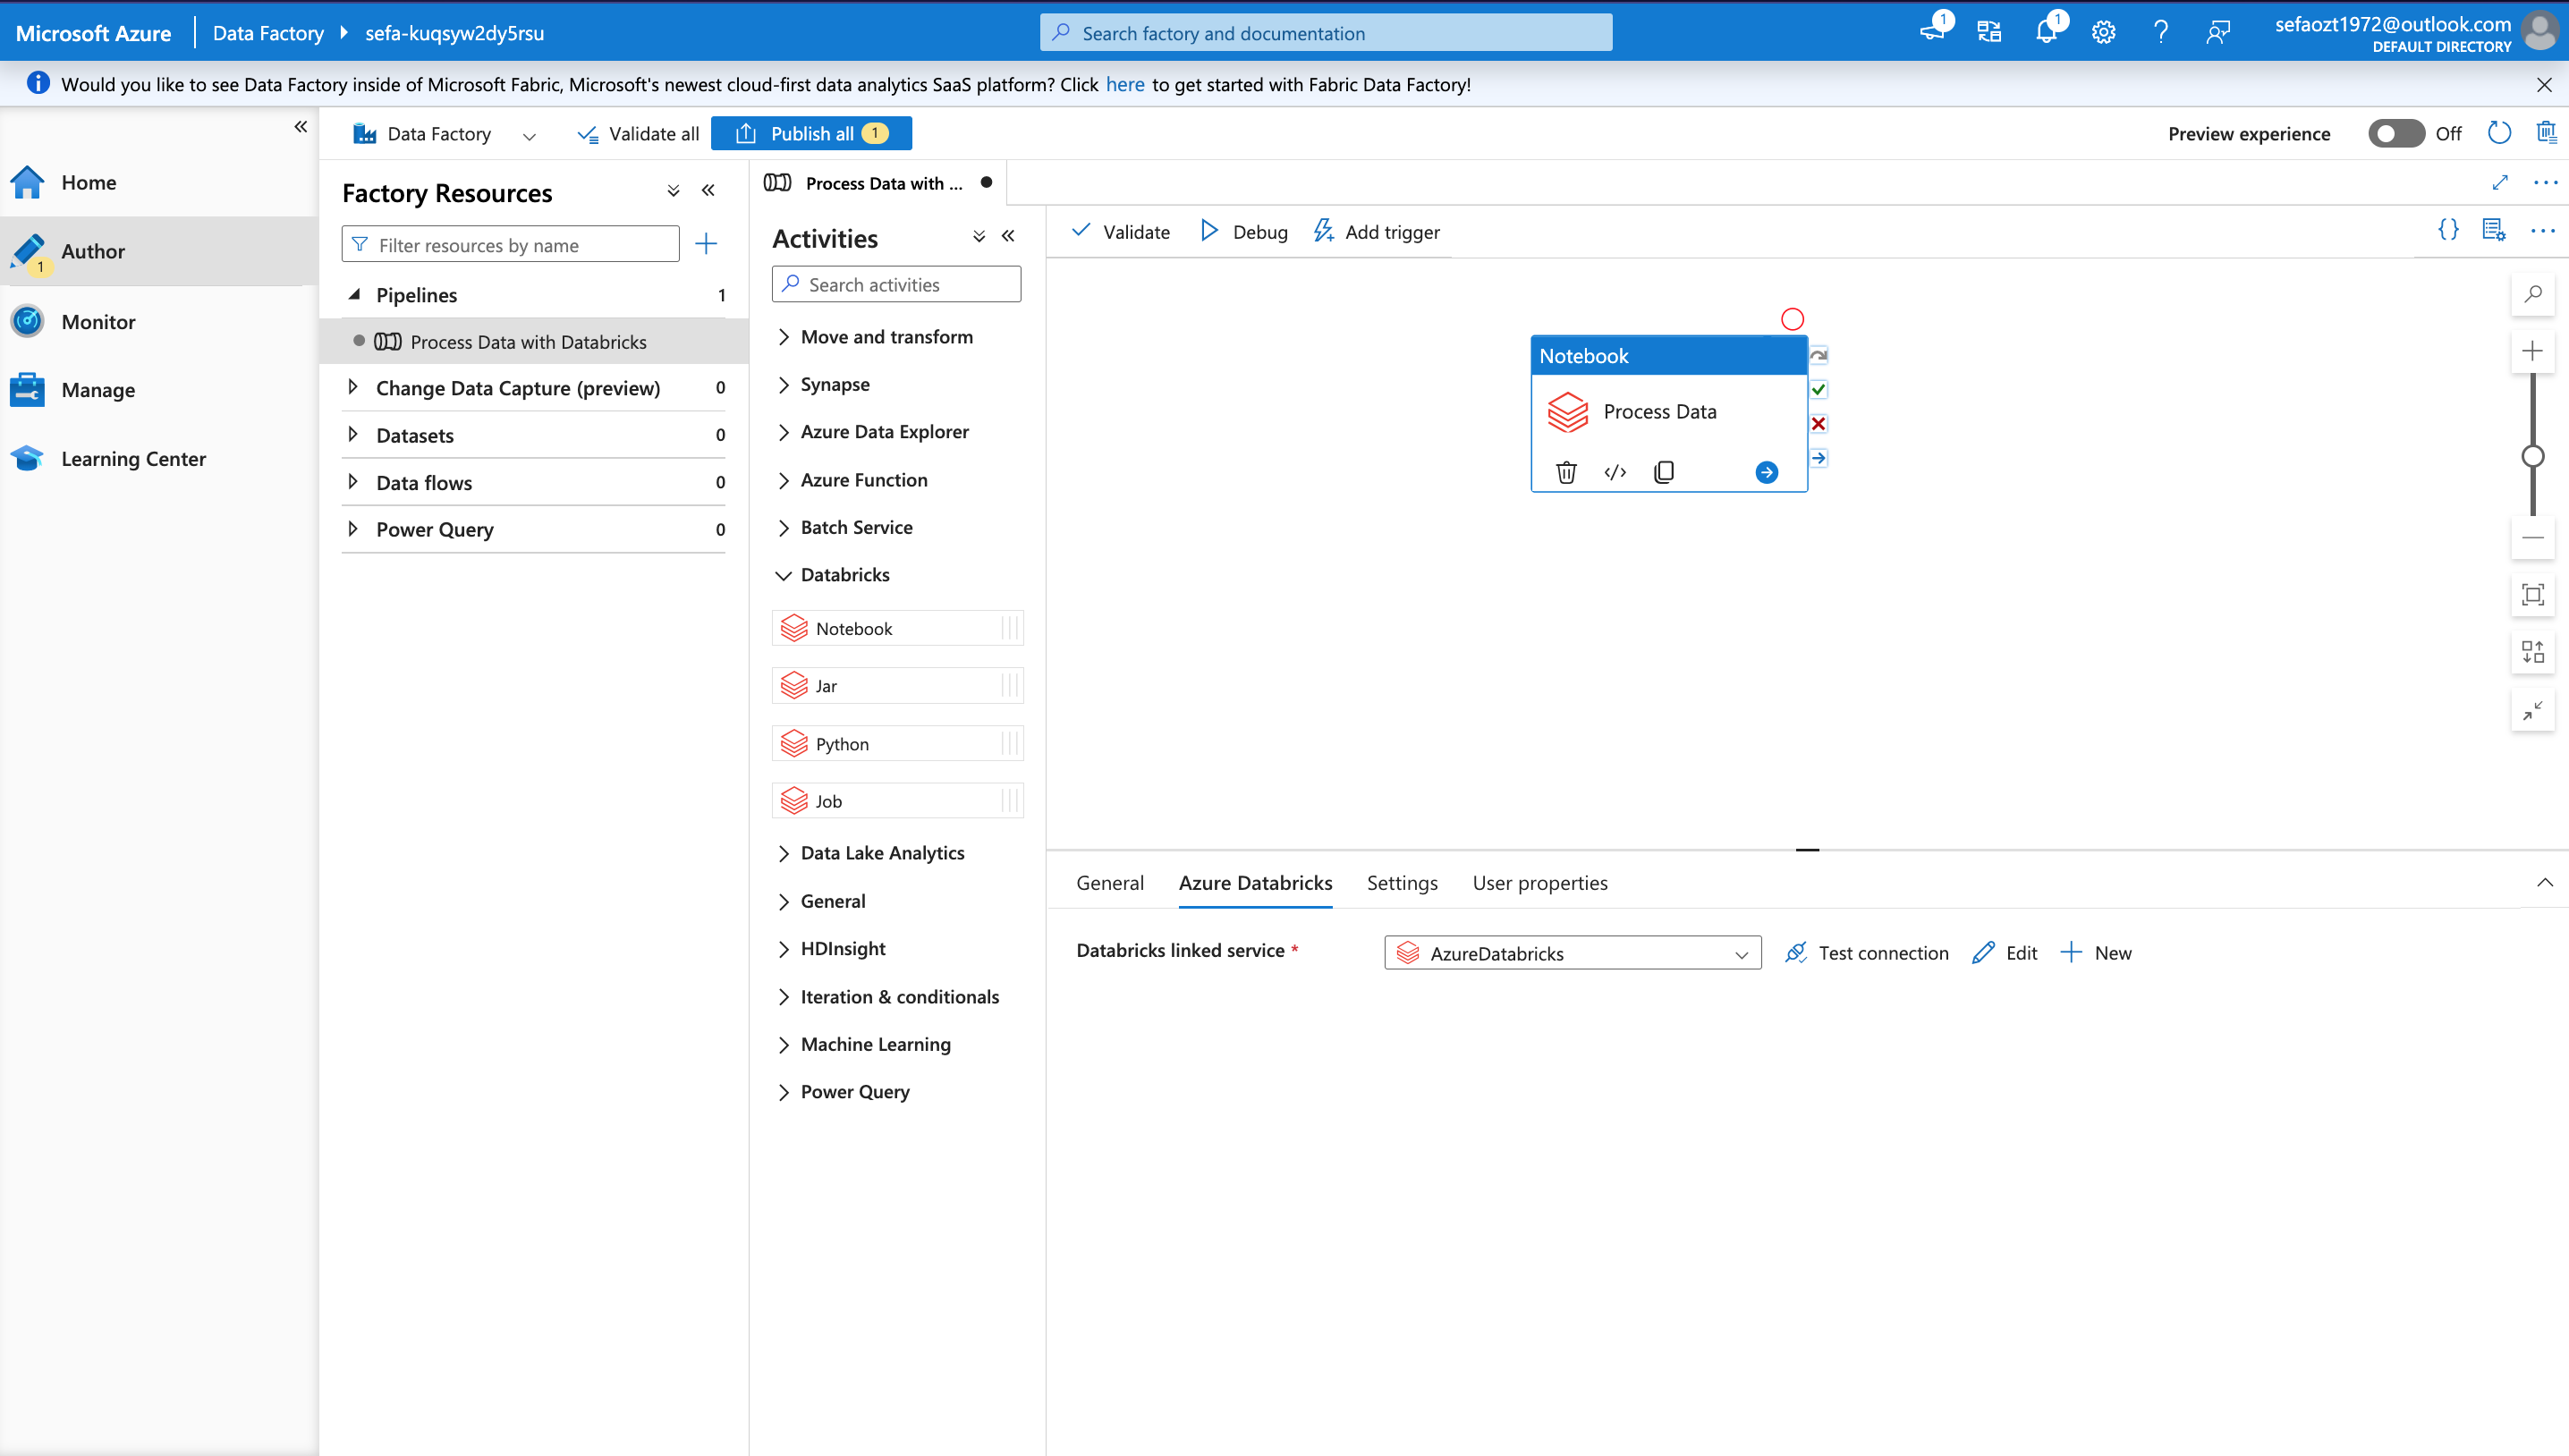 Microsoft Azure
Data Factory
sefa-kuqsyw2dy5rsu
Search factory and documentation
1
1
sefaozt1972@outlook.com
DEFAULT DIRECTORY
Would you like to see Data Factory inside of Microsoft Fabric, Microsoft's newest cloud-first data analytics SaaS platform? Click here to get started with Fabric Data Factory!
Home
Author
1
Monitor
Manage
Learning Center
Data Factory
Validate all
Publish all 1
Preview experience
Off
Factory Resources
Filter resources by name
Pipelines 1
Process Data with Databricks
Change Data Capture (preview) 0
Datasets 0
Data flows 0
Power Query 0
Process Data with ...
Activities
Search activities
Move and transform
Synapse
Azure Data Explorer
Azure Function
Batch Service
Databricks
Notebook
Jar
Python
Job
Data Lake Analytics
General
HDInsight
Iteration & conditionals
Machine Learning
Power Query
Validate
Debug
Add trigger
Notebook
Process Data
General
Azure Databricks
Settings
User properties
Databricks linked service *
AzureDatabricks
Test connection
Edit
New